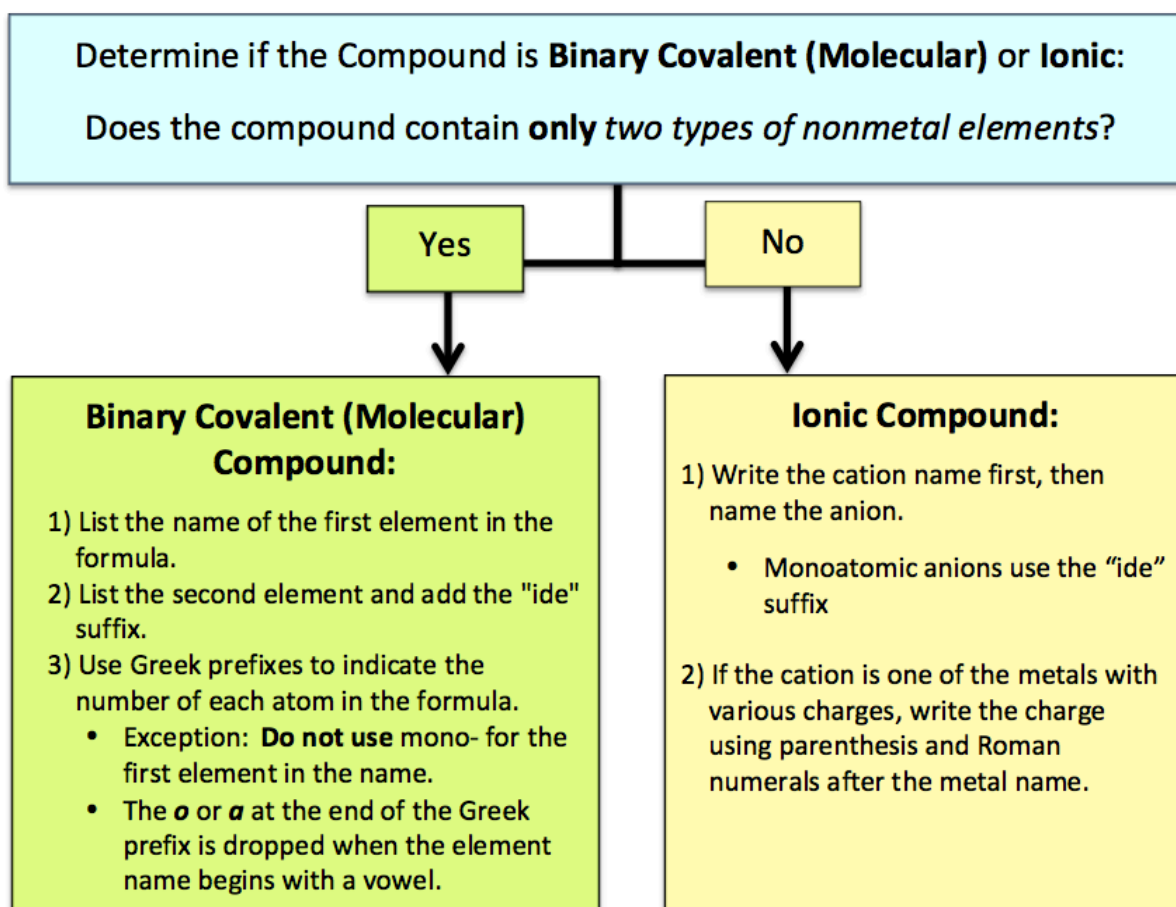 Determine if the Compound is Binary Covalent (Molecular) or Ionic:
Does the compound contain only two types of nonmetal elements?
Yes
No
Binary Covalent (Molecular)
Compound:
1) List the name of the first element in the
formula.
2) List the second element and add the "ide"
suffix.
3) Use Greek prefixes to indicate the
number of each atom in the formula.
• Exception: Do not use mono- for the
first element in the name.
• The o or a at the end of the Greek
prefix is dropped when the element
name begins with a vowel.
Ionic Compound:
1) Write the cation name first, then
name the anion.
• Monoatomic anions use the “ide”
suffix
2) If the cation is one of the metals with
various charges, write the charge
using parenthesis and Roman
numerals after the metal name.